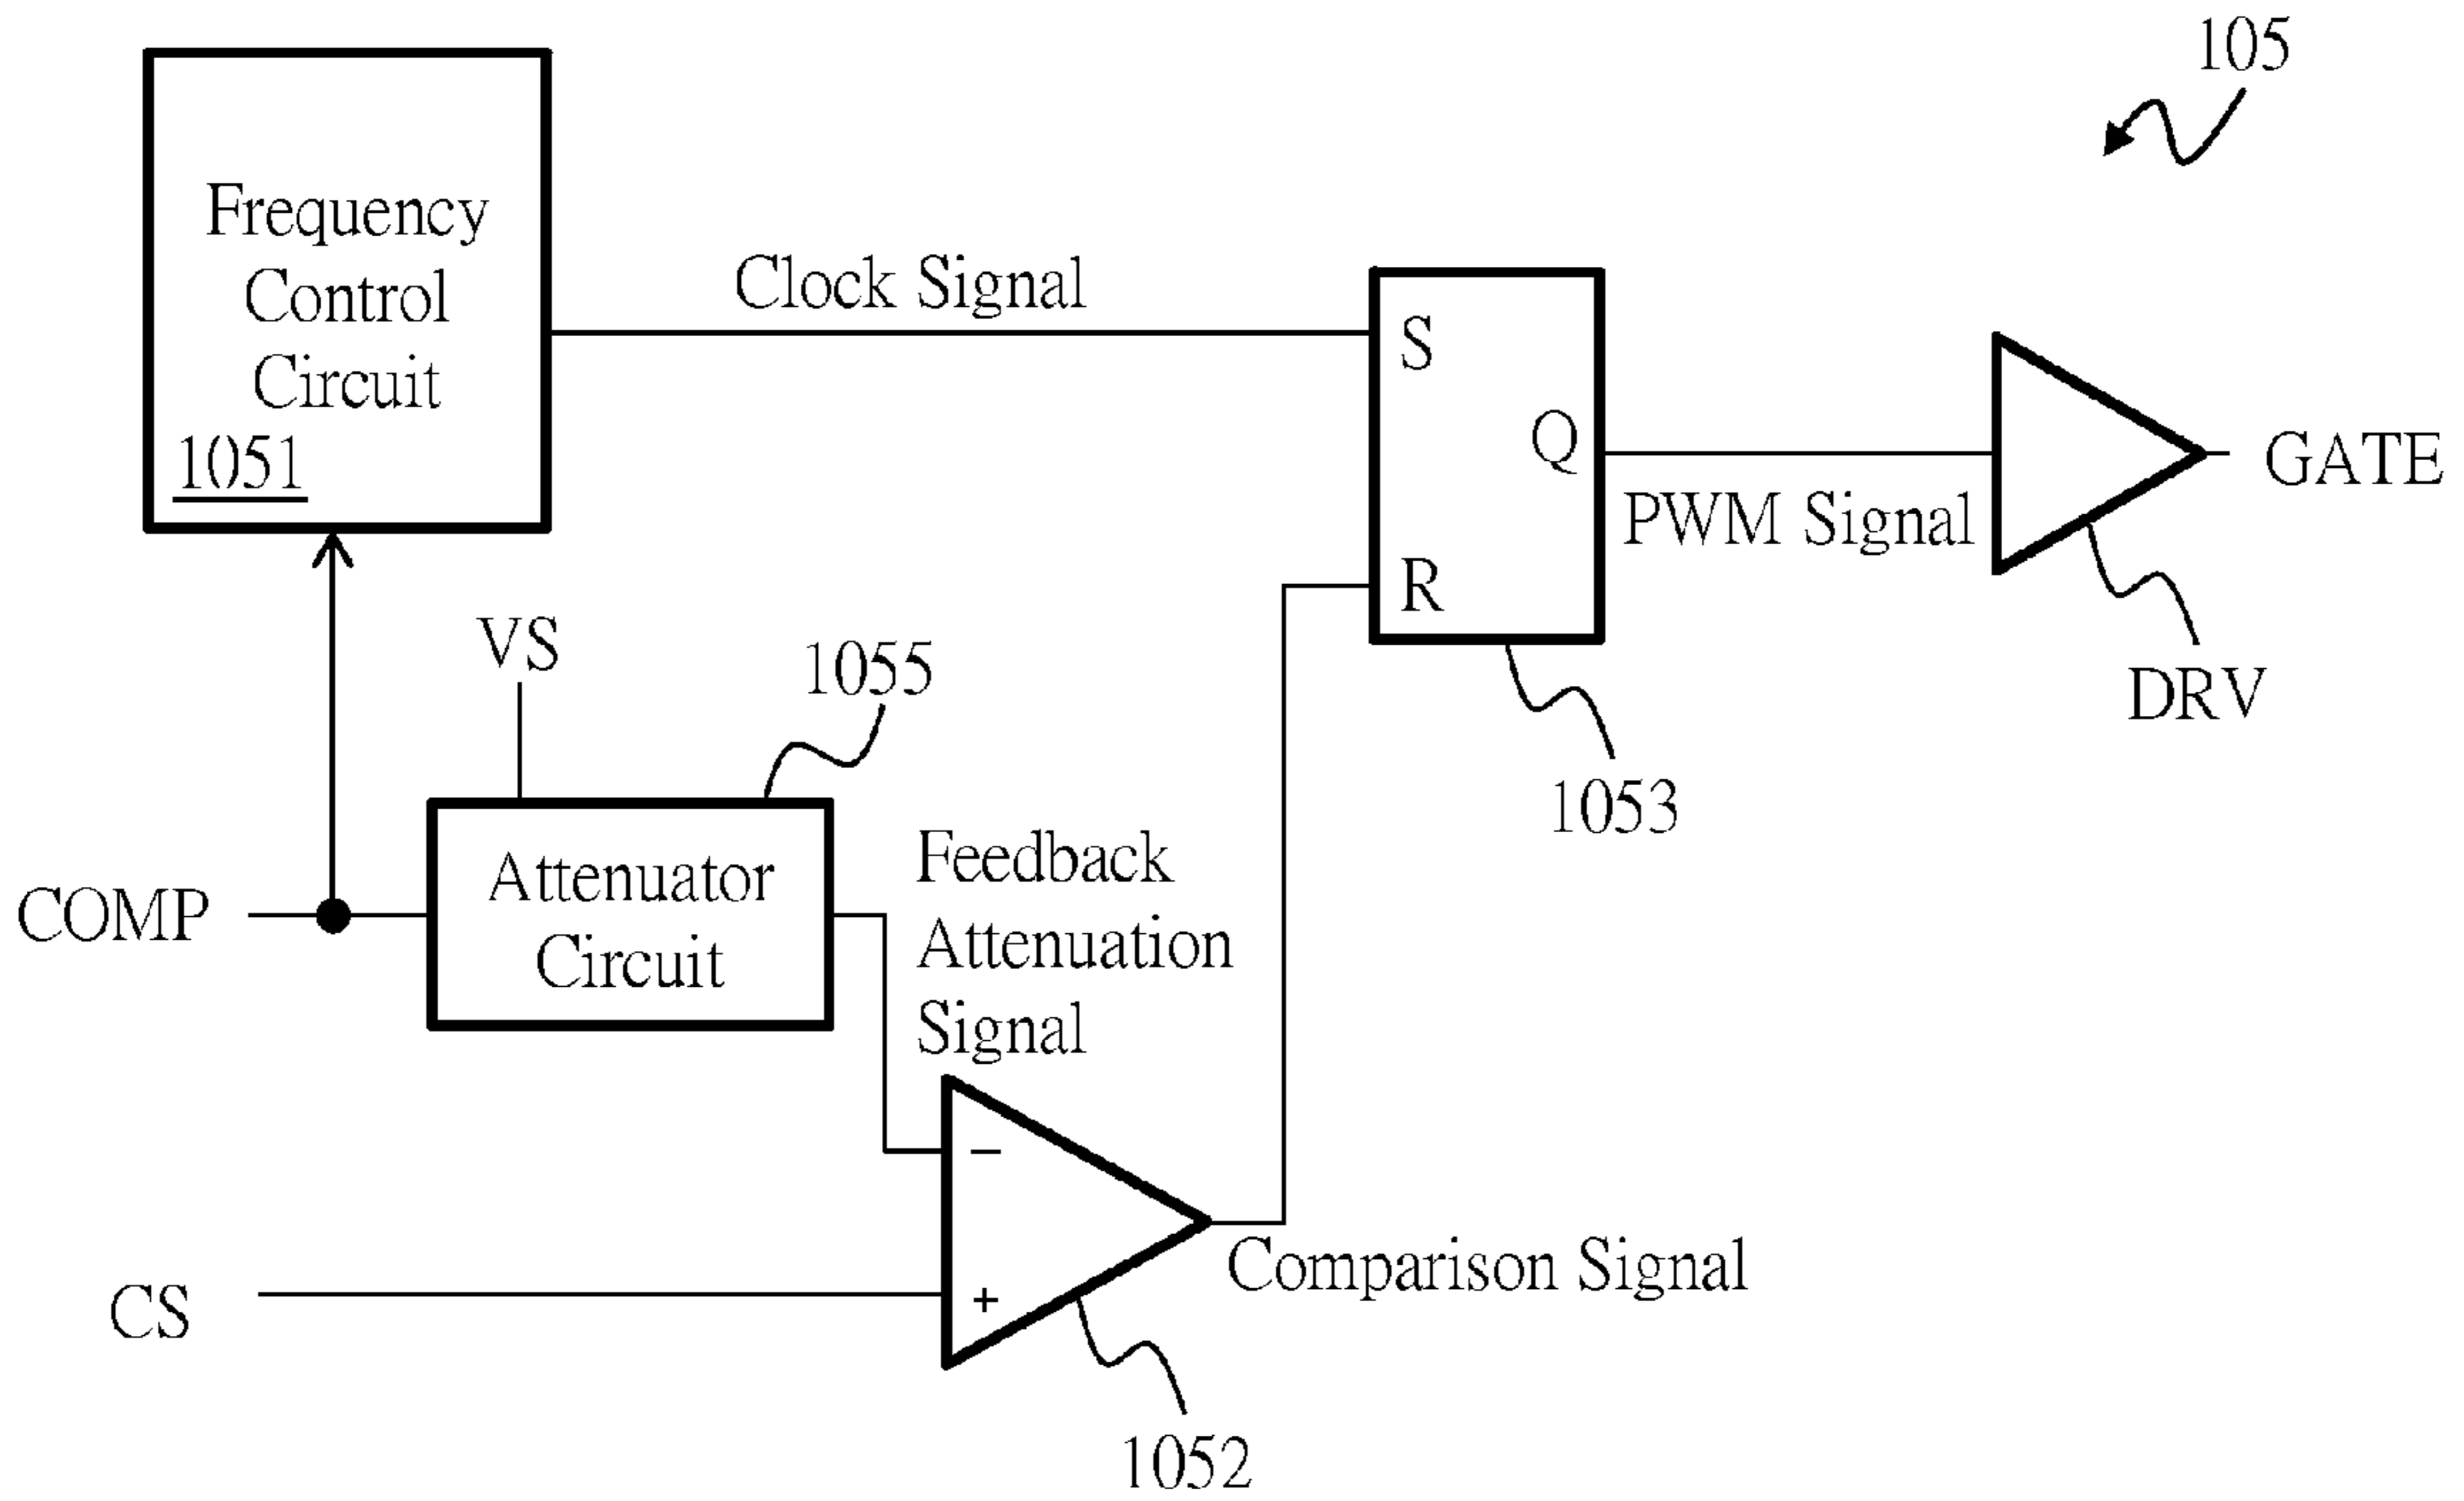 105
Frequency
Control
Circuit
1051
Clock Signal
S
Q
R
PWM Signal
GATE
DRV
VS
1055
1053
COMP
Attenuator
Circuit
Feedback
Attenuation
Signal
−
+
CS
Comparison Signal
1052